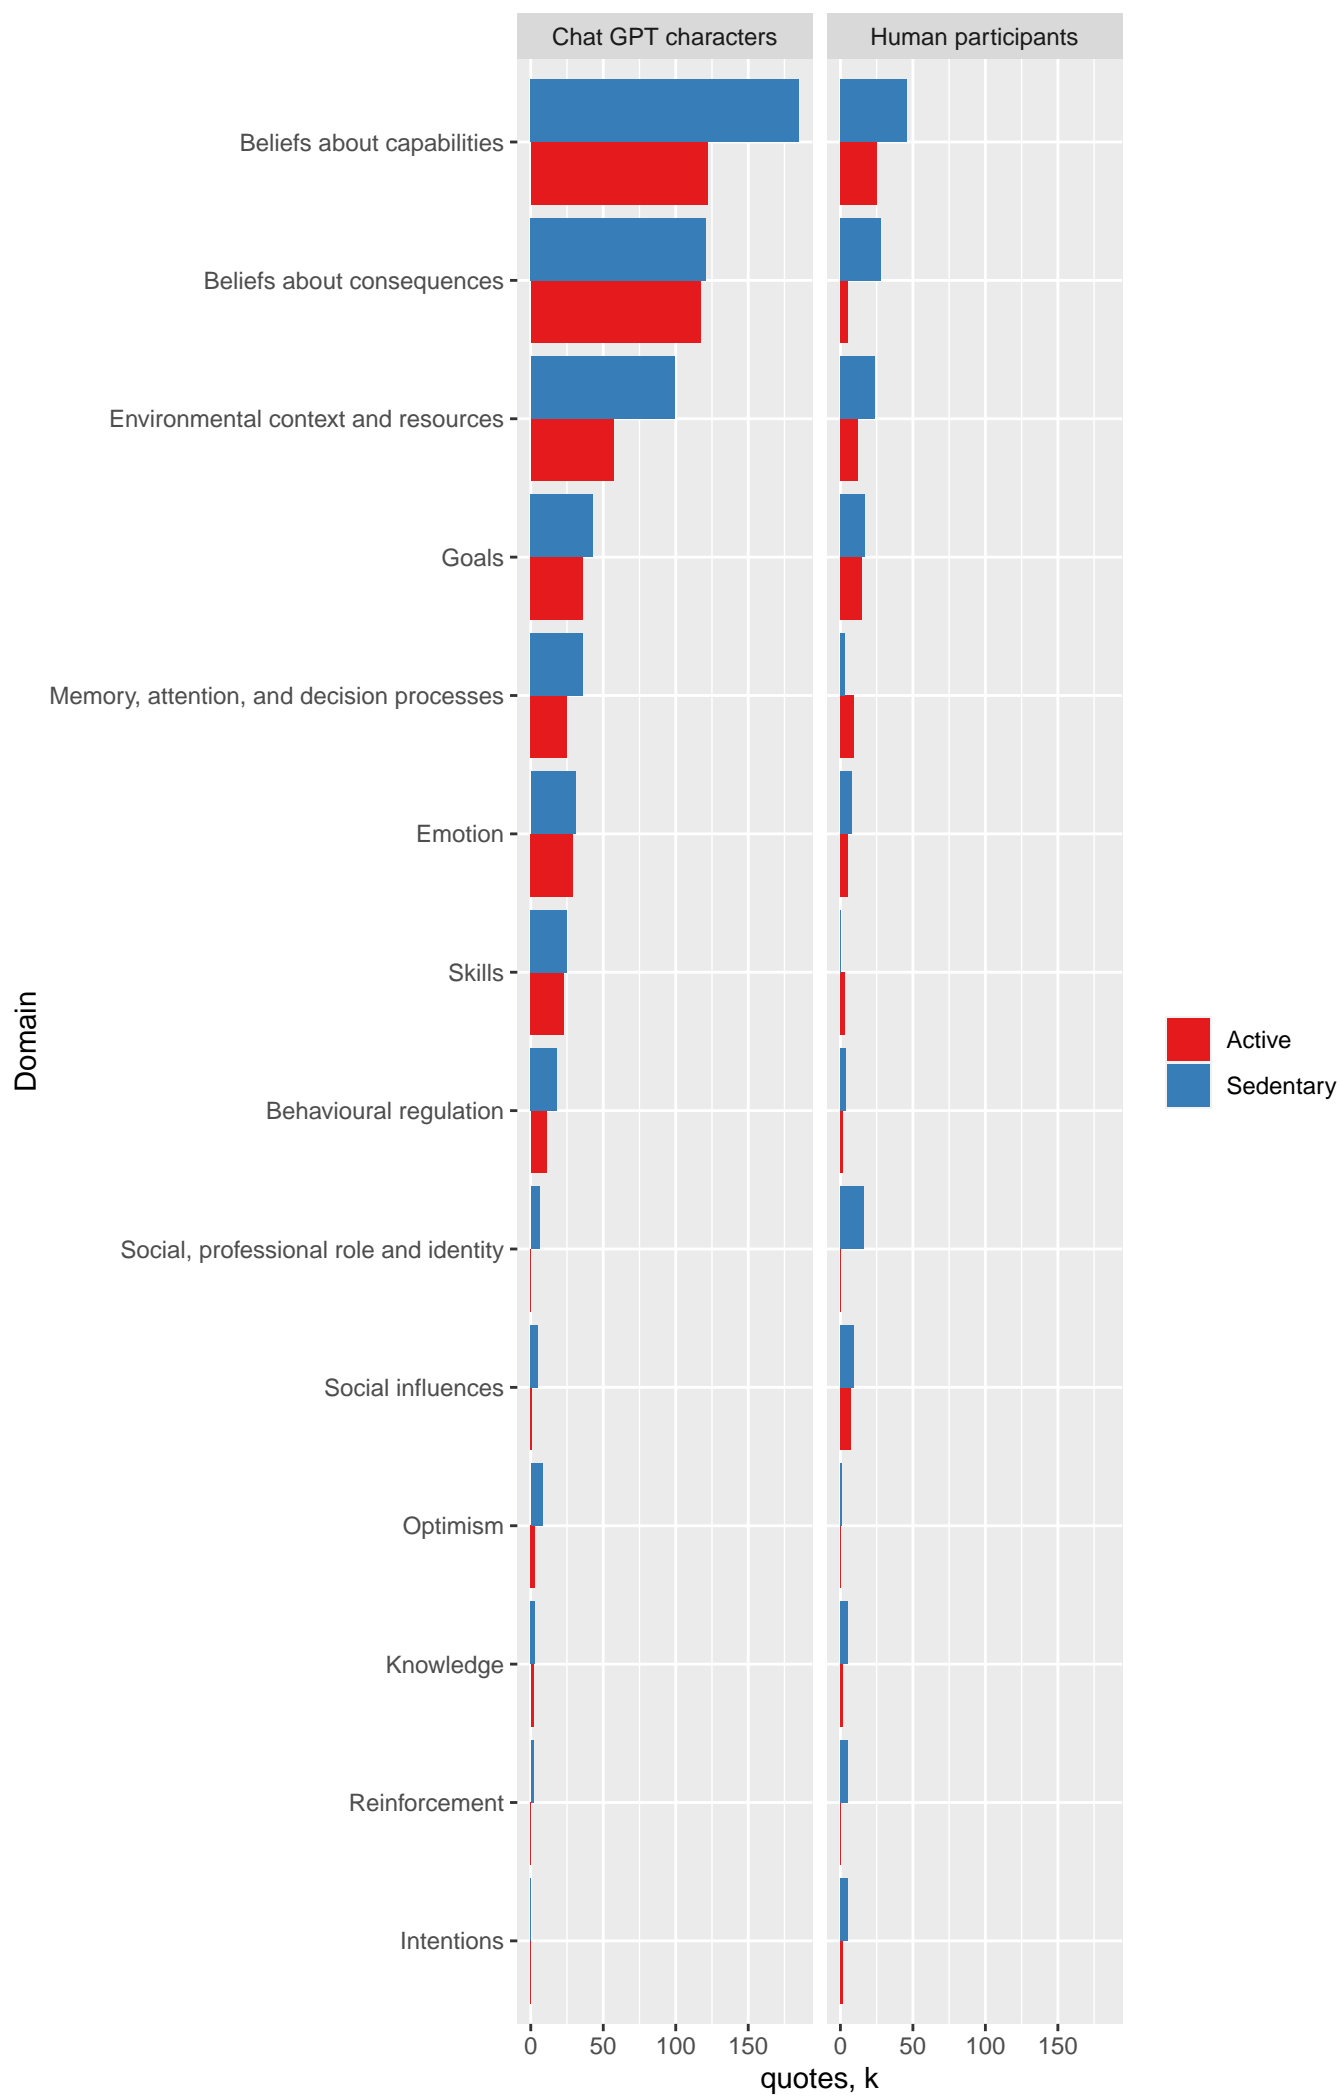 Chat GPT characters
Human participants
Beliefs about capabilities
Beliefs about consequences
Environmental context and resources
Goals
Memory, attention, and decision processes
Emotion
Skills
Behavioural regulation
Social, professional role and identity
Social influences
Optimism
Knowledge
Reinforcement
Intentions
Domain
Active
Sedentary
0 50 100 150
0 50 100 150
quotes, k